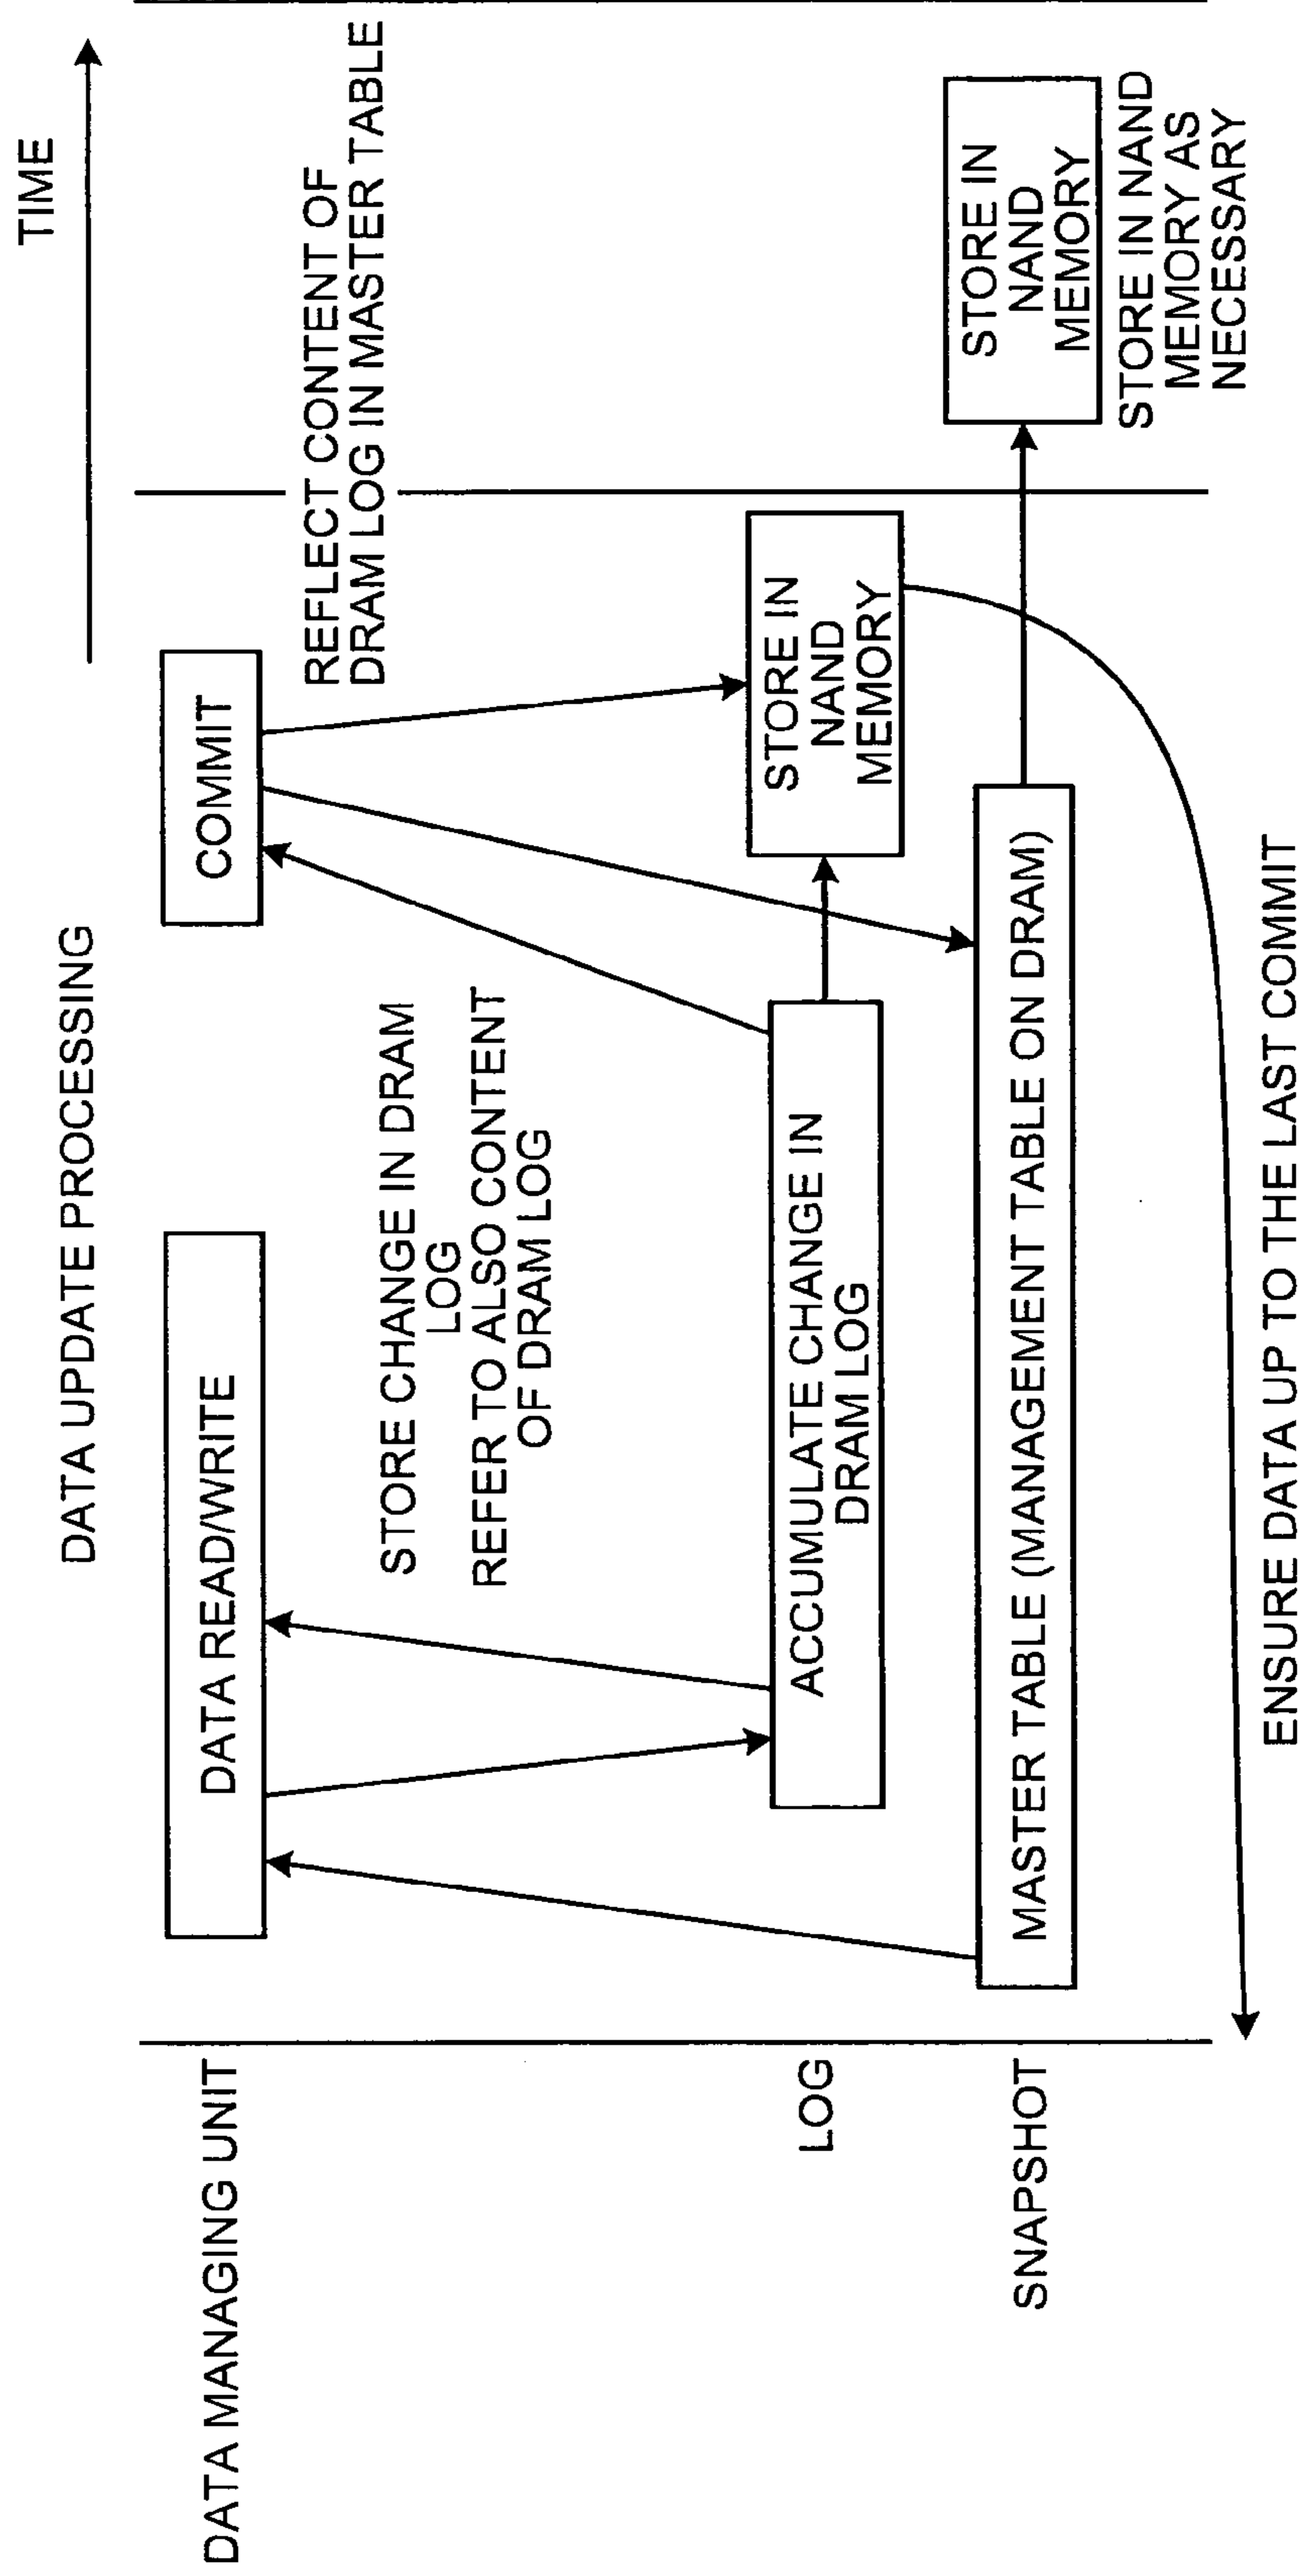 TIME
DATA UPDATE PROCESSING
DATA MANAGING UNIT
DATA READ/WRITE
COMMIT
REFLECT CONTENT OF
DRAM LOG IN MASTER TABLE
STORE CHANGE IN DRAM
LOG
REFER TO ALSO CONTENT
OF DRAM LOG
LOG
ACCUMULATE CHANGE IN
DRAM LOG
STORE IN
NAND
MEMORY
SNAPSHOT
MASTER TABLE (MANAGEMENT TABLE ON DRAM)
STORE IN
NAND
MEMORY
STORE IN NAND
MEMORY AS
NECESSARY
ENSURE DATA UP TO THE LAST COMMIT